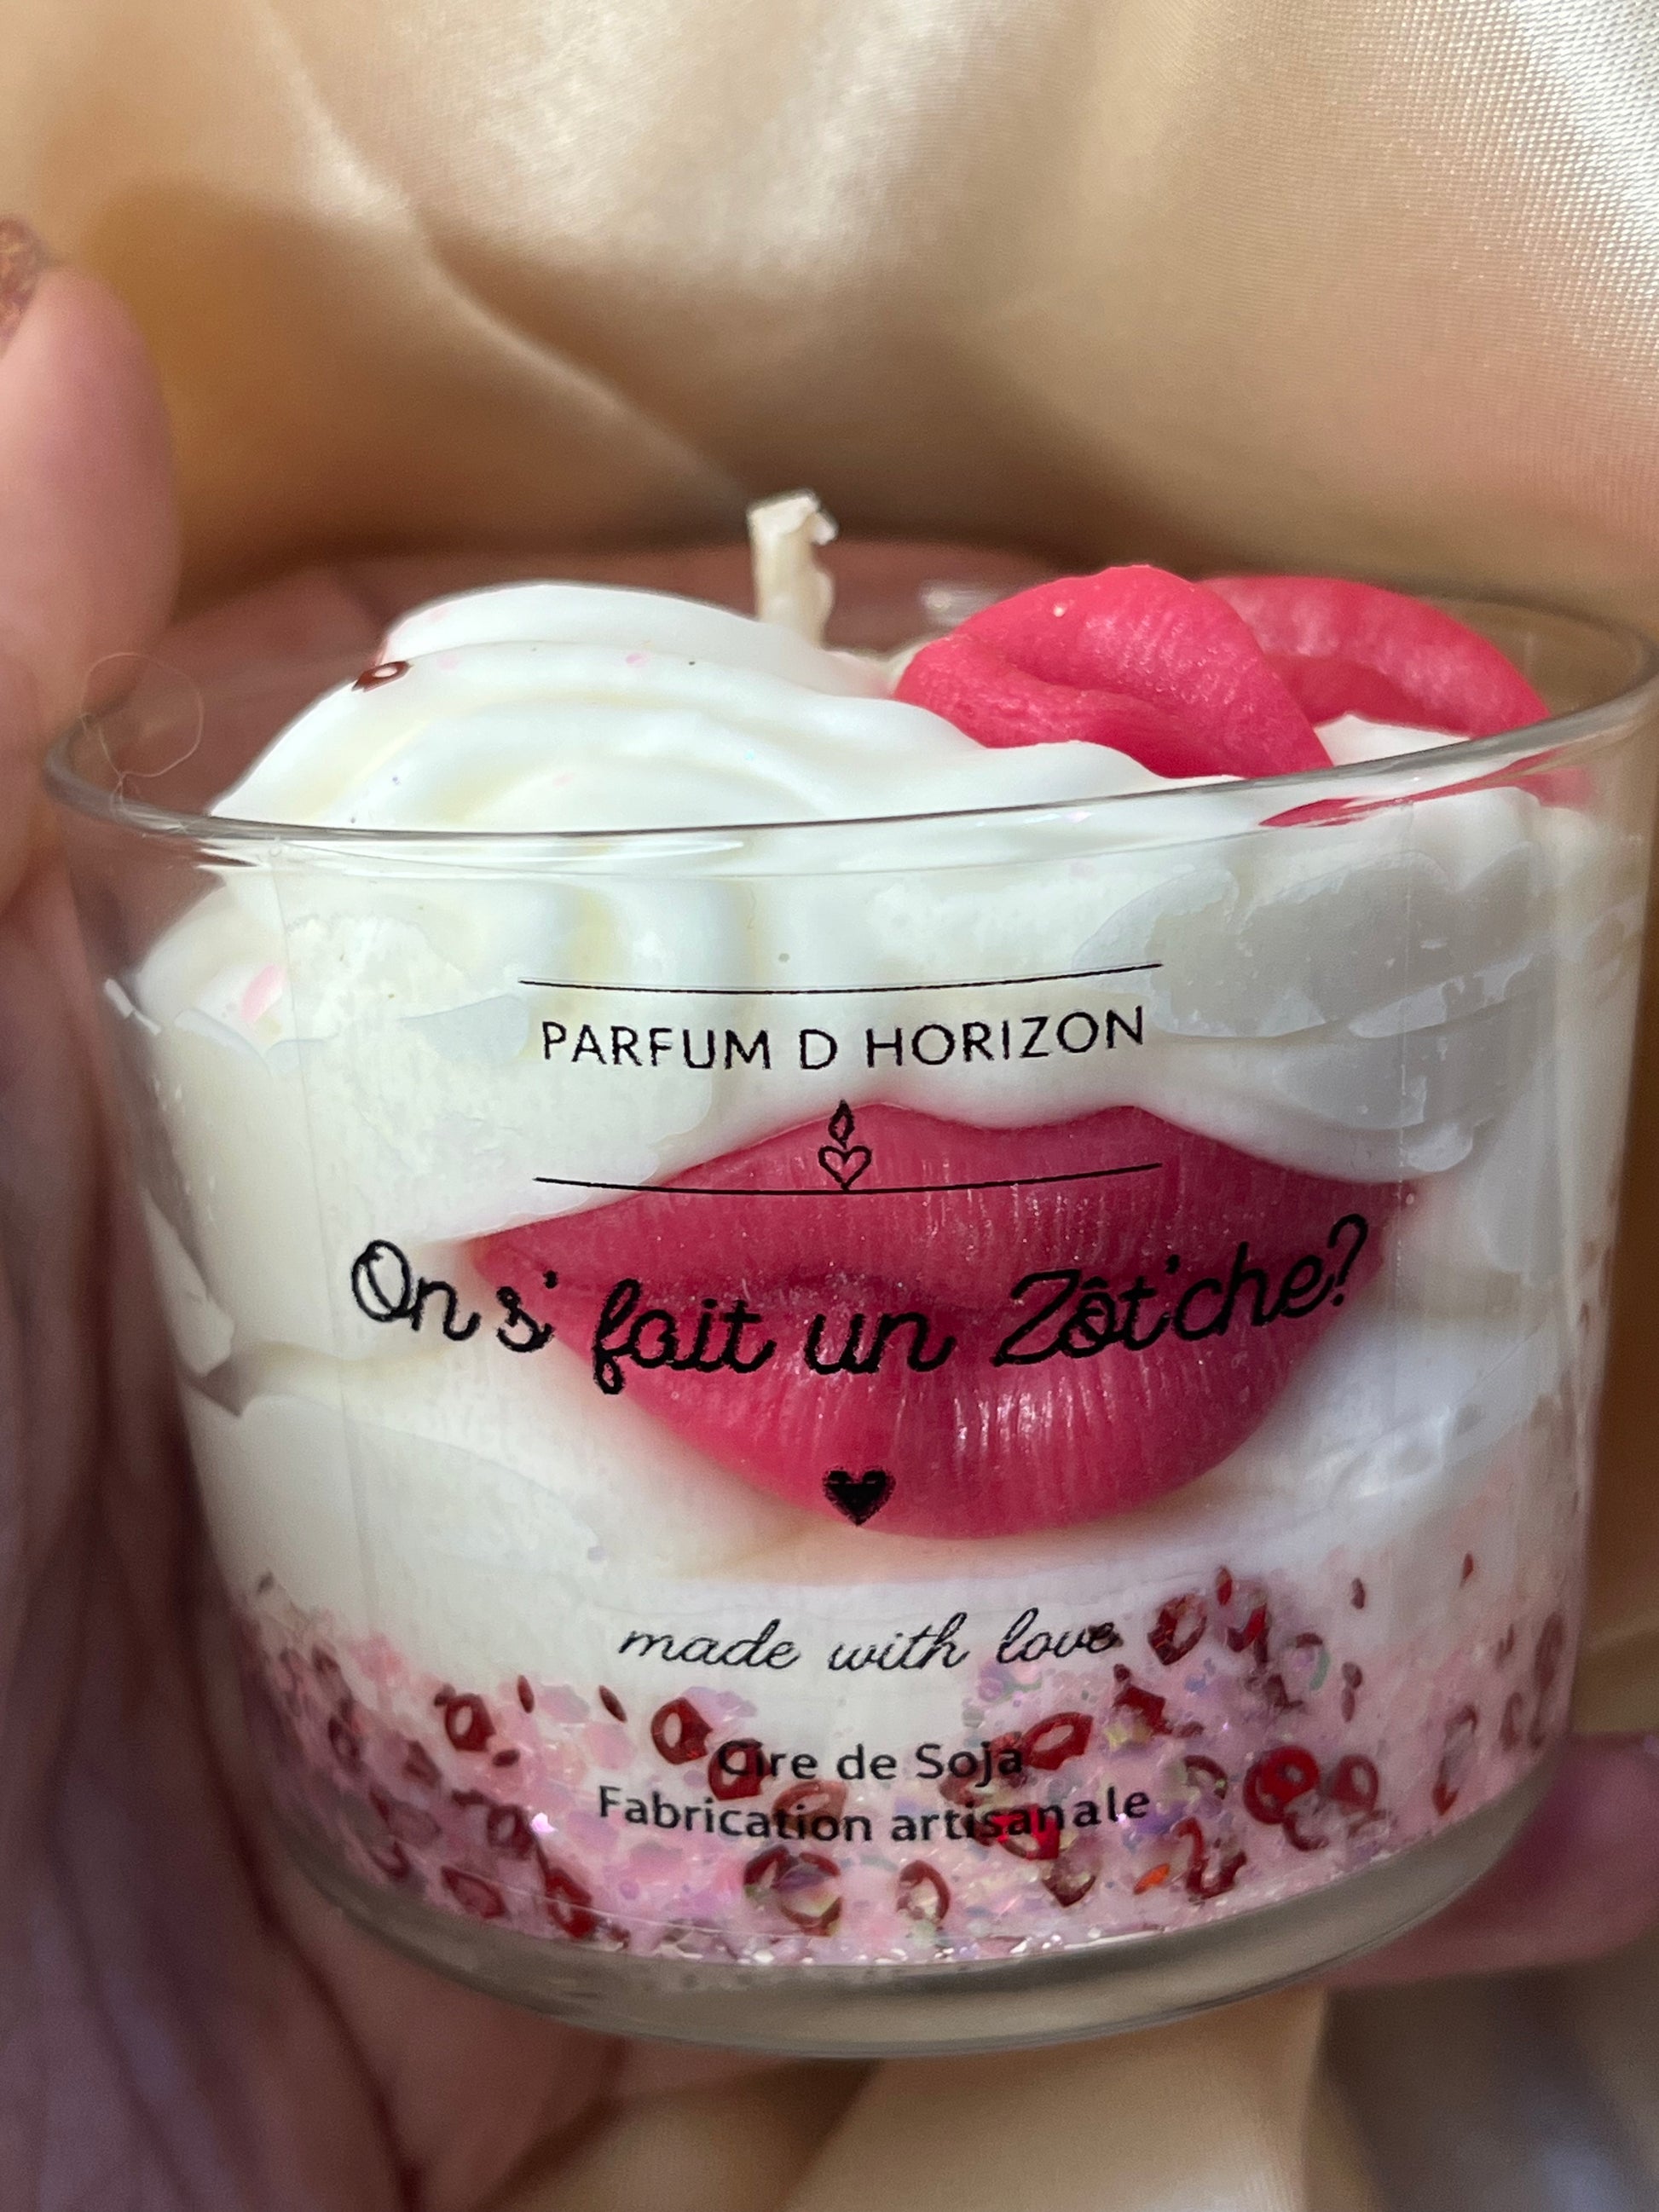 PARFUM D HORIZON
On s' fait un Zôt'che?
made with love
Cire de Soja
Fabrication artisanale